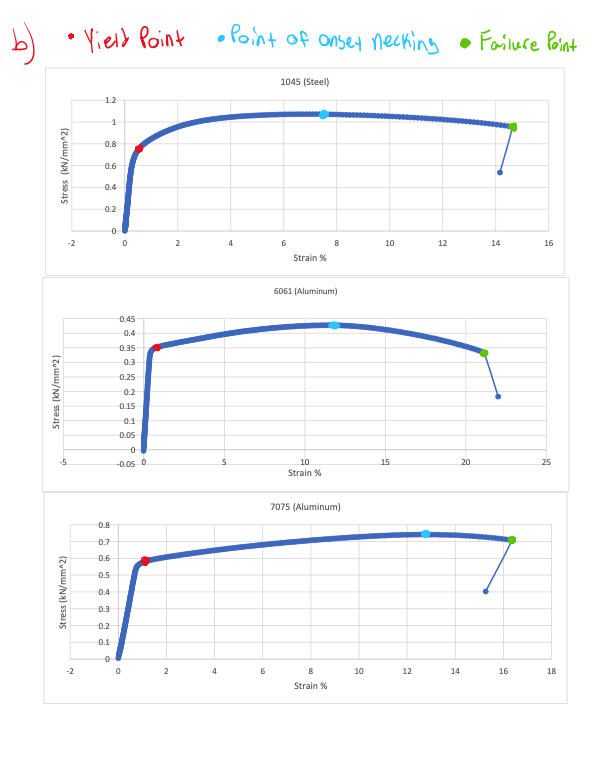 b) • Yield Point • Point of onset necking • Failure Point
1045 (Steel)
Stress (kN/mm^2)
1.2
1
0.8
0.6
0.4
0.2
0
-2 0 2 4 6 8 10 12 14 16
Strain %
6061 (Aluminum)
Stress (kN/mm^2)
0.45
0.4
0.35
0.3
0.25
0.2
0.15
0.1
0.05
0
-0.05
-5 0 5 10 15 20 25
Strain %
7075 (Aluminum)
Stress (kN/mm^2)
0.8
0.7
0.6
0.5
0.4
0.3
0.2
0.1
0
-2 0 2 4 6 8 10 12 14 16 18
Strain %